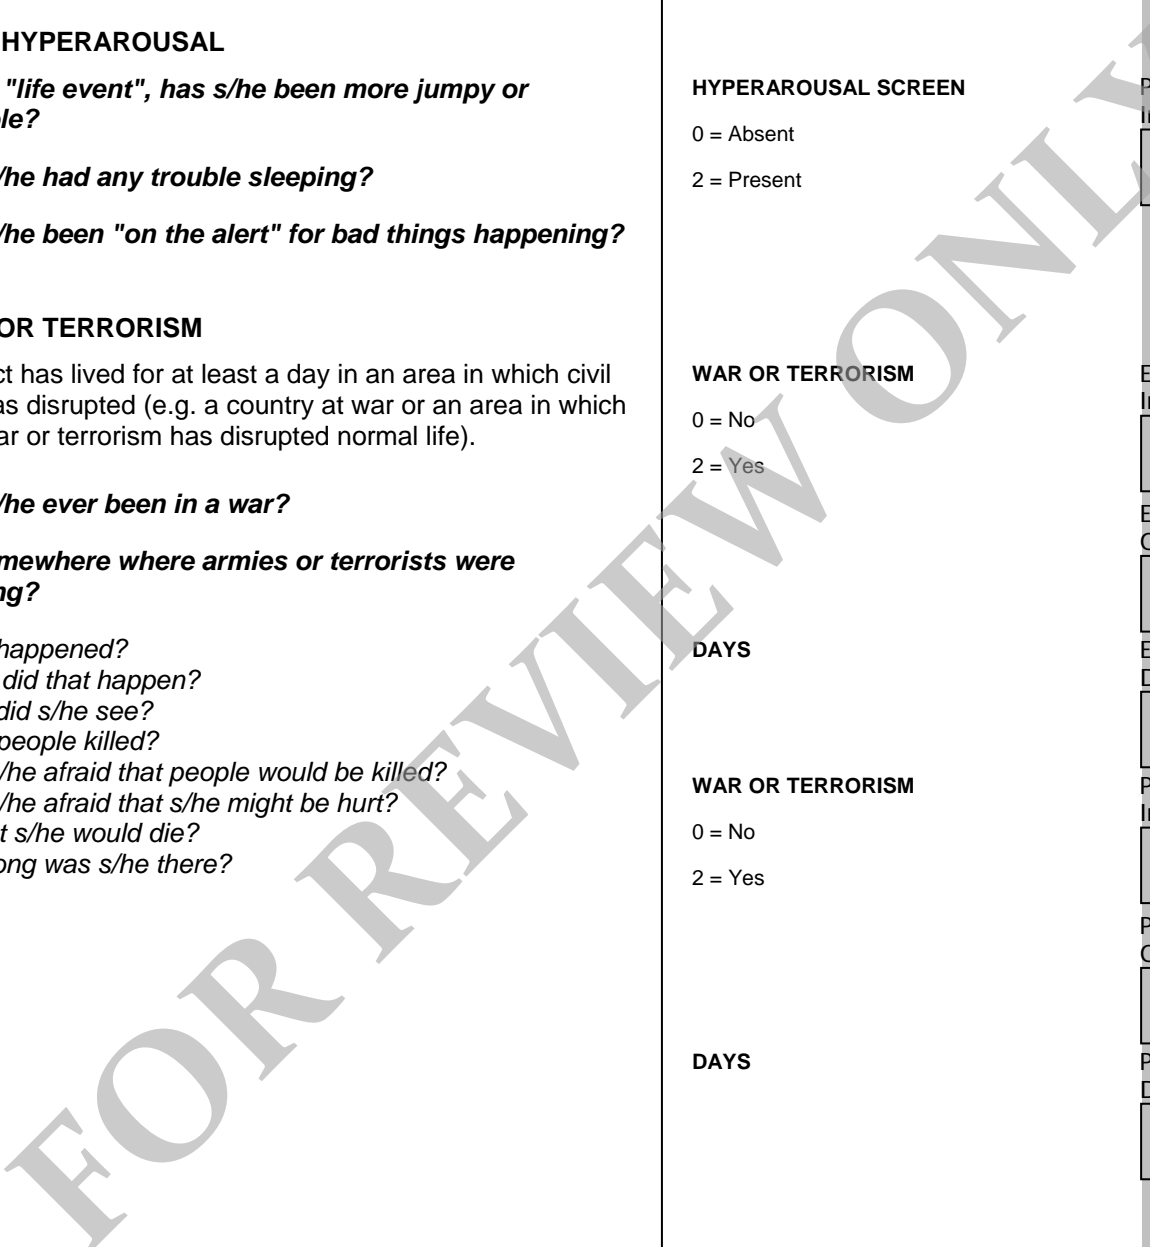 HYPERAROUSAL
"life event", has s/he been more jumpy or
le?
/he had any trouble sleeping?
/he been "on the alert" for bad things happening?
OR TERRORISM
ct has lived for at least a day in an area in which civil
as disrupted (e.g. a country at war or an area in which
ar or terrorism has disrupted normal life).
/he ever been in a war?
mewhere where armies or terrorists were
ng?
happened?
did that happen?
did s/he see?
people killed?
/he afraid that people would be killed?
/he afraid that s/he might be hurt?
t s/he would die?
ong was s/he there?
HYPERAROUSAL SCREEN
0 = Absent
2 = Present
WAR OR TERRORISM
0 = No
2 = Yes
DAYS
WAR OR TERRORISM
0 = No
2 = Yes
DAYS
FOR REVIEW ONLY